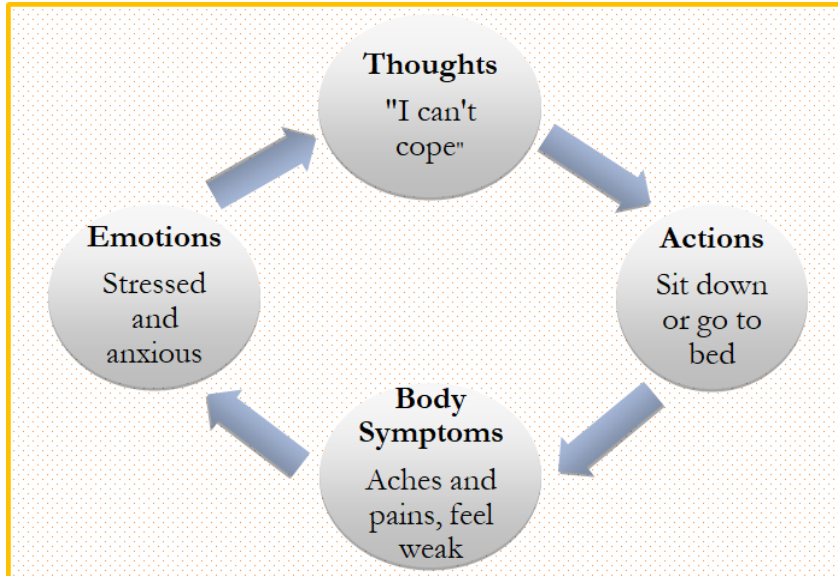 Thoughts
"I can't
cope"
Emotions
Stressed
and
anxious
Actions
Sit down
or go to
bed
Body
Symptoms
Aches and
pains, feel
weak